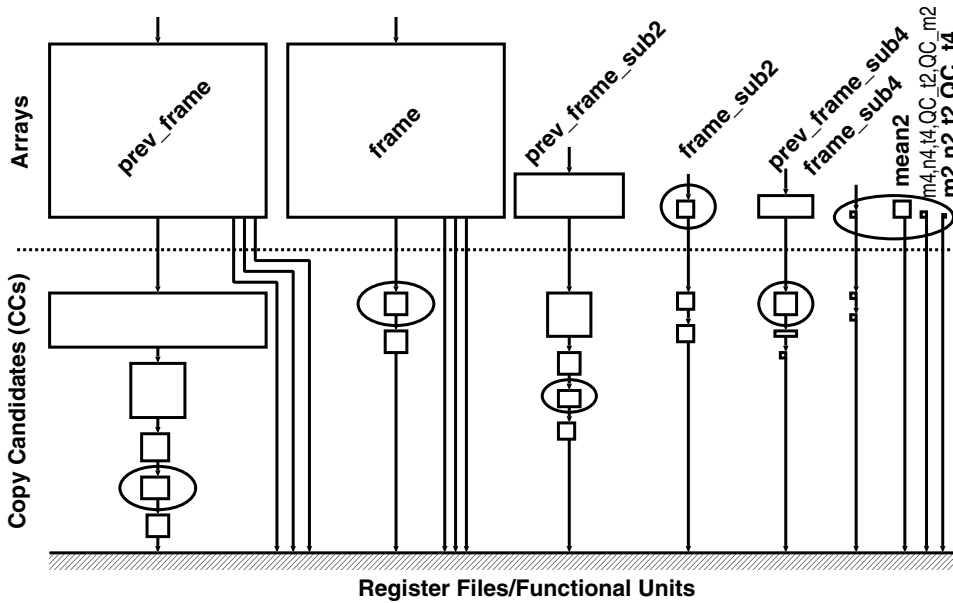 Arrays
prev_frame
frame
prev_frame_sub2
frame_sub2
prev_frame_sub4
frame_sub4
mean2
m4,n4,t4,QC_t2,QC_m2
m2,n2,t2,QC_t4
Copy Candidates (CCs)
Register Files/Functional Units